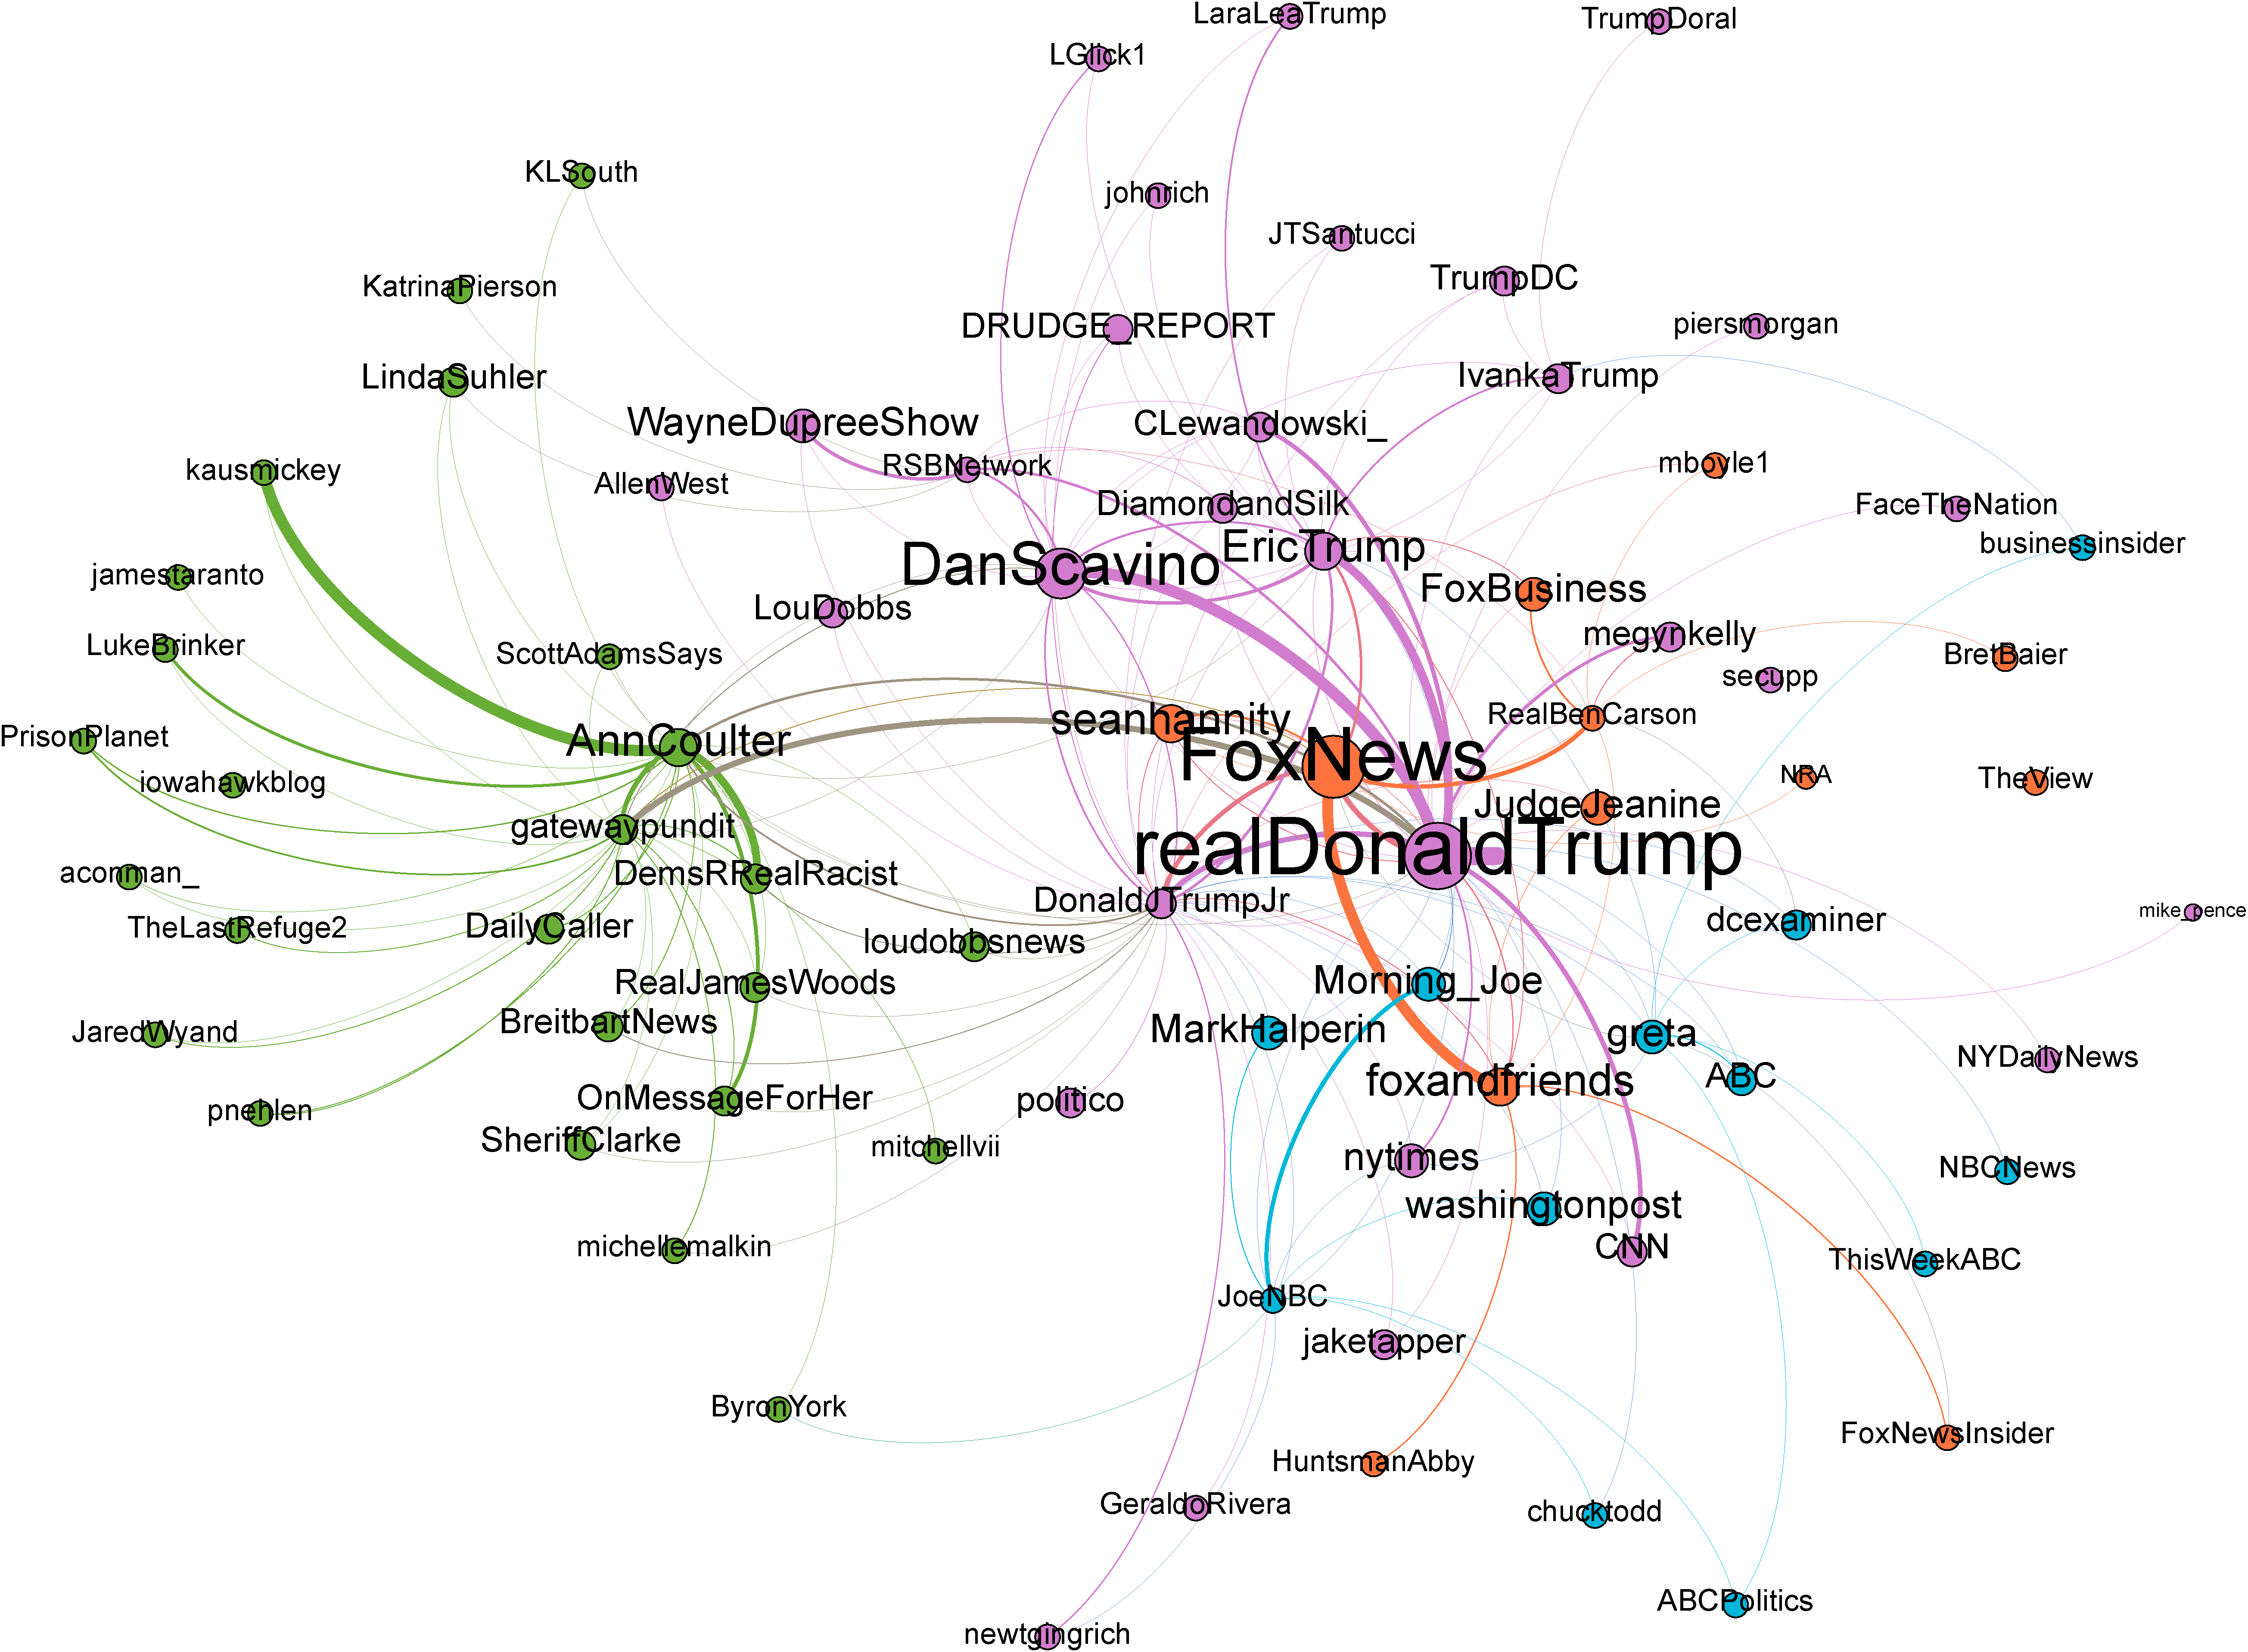 LaraLeaTrump
TrumpDoral
LGlick1
KLSouth
johnrich
JTSantucci
KatrinaPierson
TrumpDC
DRUDGE_REPORT
piersmorgan
LindaSuhler
IvankaTrump
WayneDupreeShow
CLewandowski_
kausmickey
RSBNetwork
mboyle1
AllenWest
DiamondandSilk
FaceTheNation
businessinsider
EricTrump
DanScavino
jamestaranto
FoxBusiness
LouDobbs
megynkelly
LukeBrinker
ScottAdamsSays
BretBaier
secupp
RealBenCarson
seanhannity
PrisonPlanet
AnnCoulter
FoxNews
iowahawkblog
NRA
TheView
JudgeJeanine
gatewaypundit
realDonaldTrump
aconman_
DemsRRealRacist
DonaldJTrumpJr
mike_pence
TheLastRefuge2
DailyCaller
dcexaminer
loudobbsnews
RealJamesWoods
Morning_Joe
JaredWyand
BreitbartNews
MarkHalperin
greta
NYDailyNews
ABC
foxandfriends
pnehlen
OnMessageForHer
politico
SheriffClarke
mitchellvii
nytimes
NBCNews
washingtonpost
michellemalkin
CNN
ThisWeekABC
JoeNBC
jaketapper
ByronYork
FoxNewsInsider
HuntsmanAbby
GeraldoRivera
chucktodd
ABCPolitics
newtgingrich